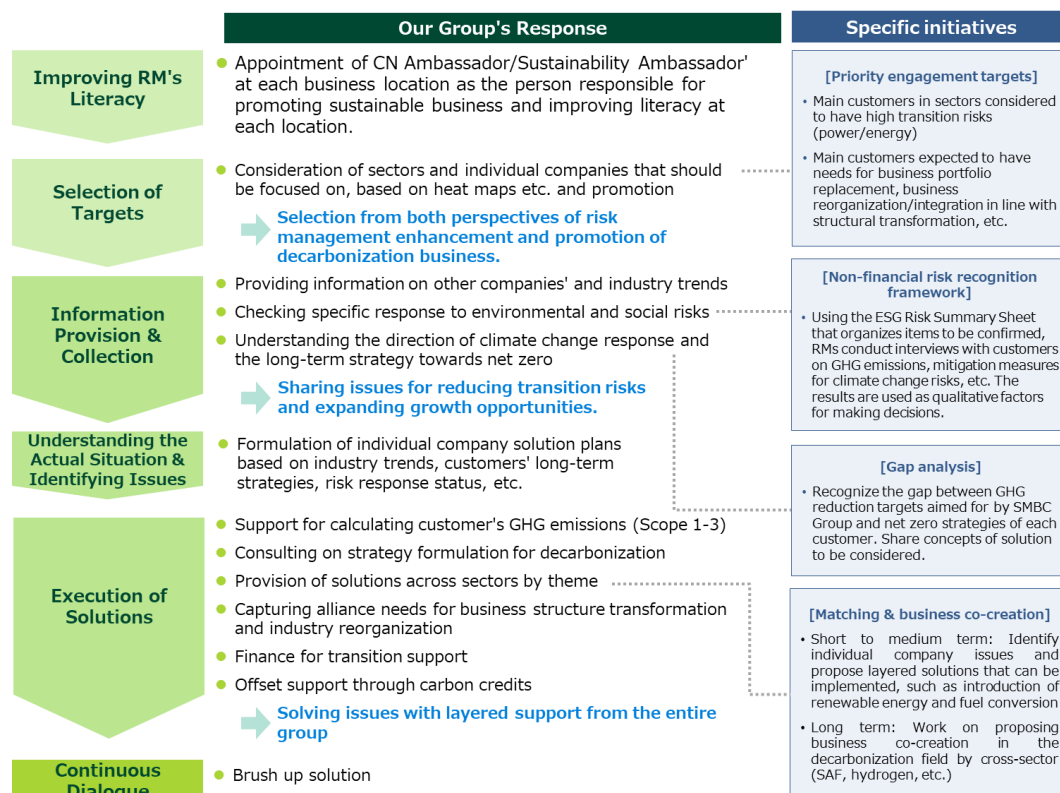 Our Group's Response
Specific initiatives
Improving RM's
Literacy
Appointment of CN Ambassador/Sustainability Ambassador'
at each business location as the person responsible for
promoting sustainable business and improving literacy at
each location.
Selection of
Targets
Consideration of sectors and individual companies that should
be focused on, based on heat maps etc. and promotion
Selection from both perspectives of risk
management enhancement and promotion of
decarbonization business.
[Priority engagement targets]
• Main customers in sectors considered
to have high transition risks
(power/energy)
• Main customers expected to have
needs for business portfolio
replacement, business
reorganization/integration in line with
structural transformation, etc.
Information
Provision &
Collection
Providing information on other companies' and industry trends
Checking specific response to environmental and social risks
Understanding the direction of climate change response and
the long-term strategy towards net zero
Sharing issues for reducing transition risks
and expanding growth opportunities.
[Non-financial risk recognition
framework]
• Using the ESG Risk Summary Sheet
that organizes items to be confirmed,
RMs conduct interviews with customers
on GHG emissions, mitigation measures
for climate change risks, etc. The
results are used as qualitative factors
for making decisions.
Understanding the
Actual Situation &
Identifying Issues
Formulation of individual company solution plans
based on industry trends, customers' long-term
strategies, risk response status, etc.
[Gap analysis]
• Recognize the gap between GHG
reduction targets aimed for by SMBC
Group and net zero strategies of each
customer. Share concepts of solution
to be considered.
Execution of
Solutions
Support for calculating customer's GHG emissions (Scope 1-3)
Consulting on strategy formulation for decarbonization
Provision of solutions across sectors by theme
Capturing alliance needs for business structure transformation
and industry reorganization
Finance for transition support
Offset support through carbon credits
Solving issues with layered support from the entire
group
[Matching & business co-creation]
• Short to medium term: Identify
individual company issues and
propose layered solutions that can be
implemented, such as introduction of
renewable energy and fuel conversion
• Long term: Work on proposing
business co-creation in the
decarbonization field by cross-sector
(SAF, hydrogen, etc.)
Continuous
Dialogue
Brush up solution